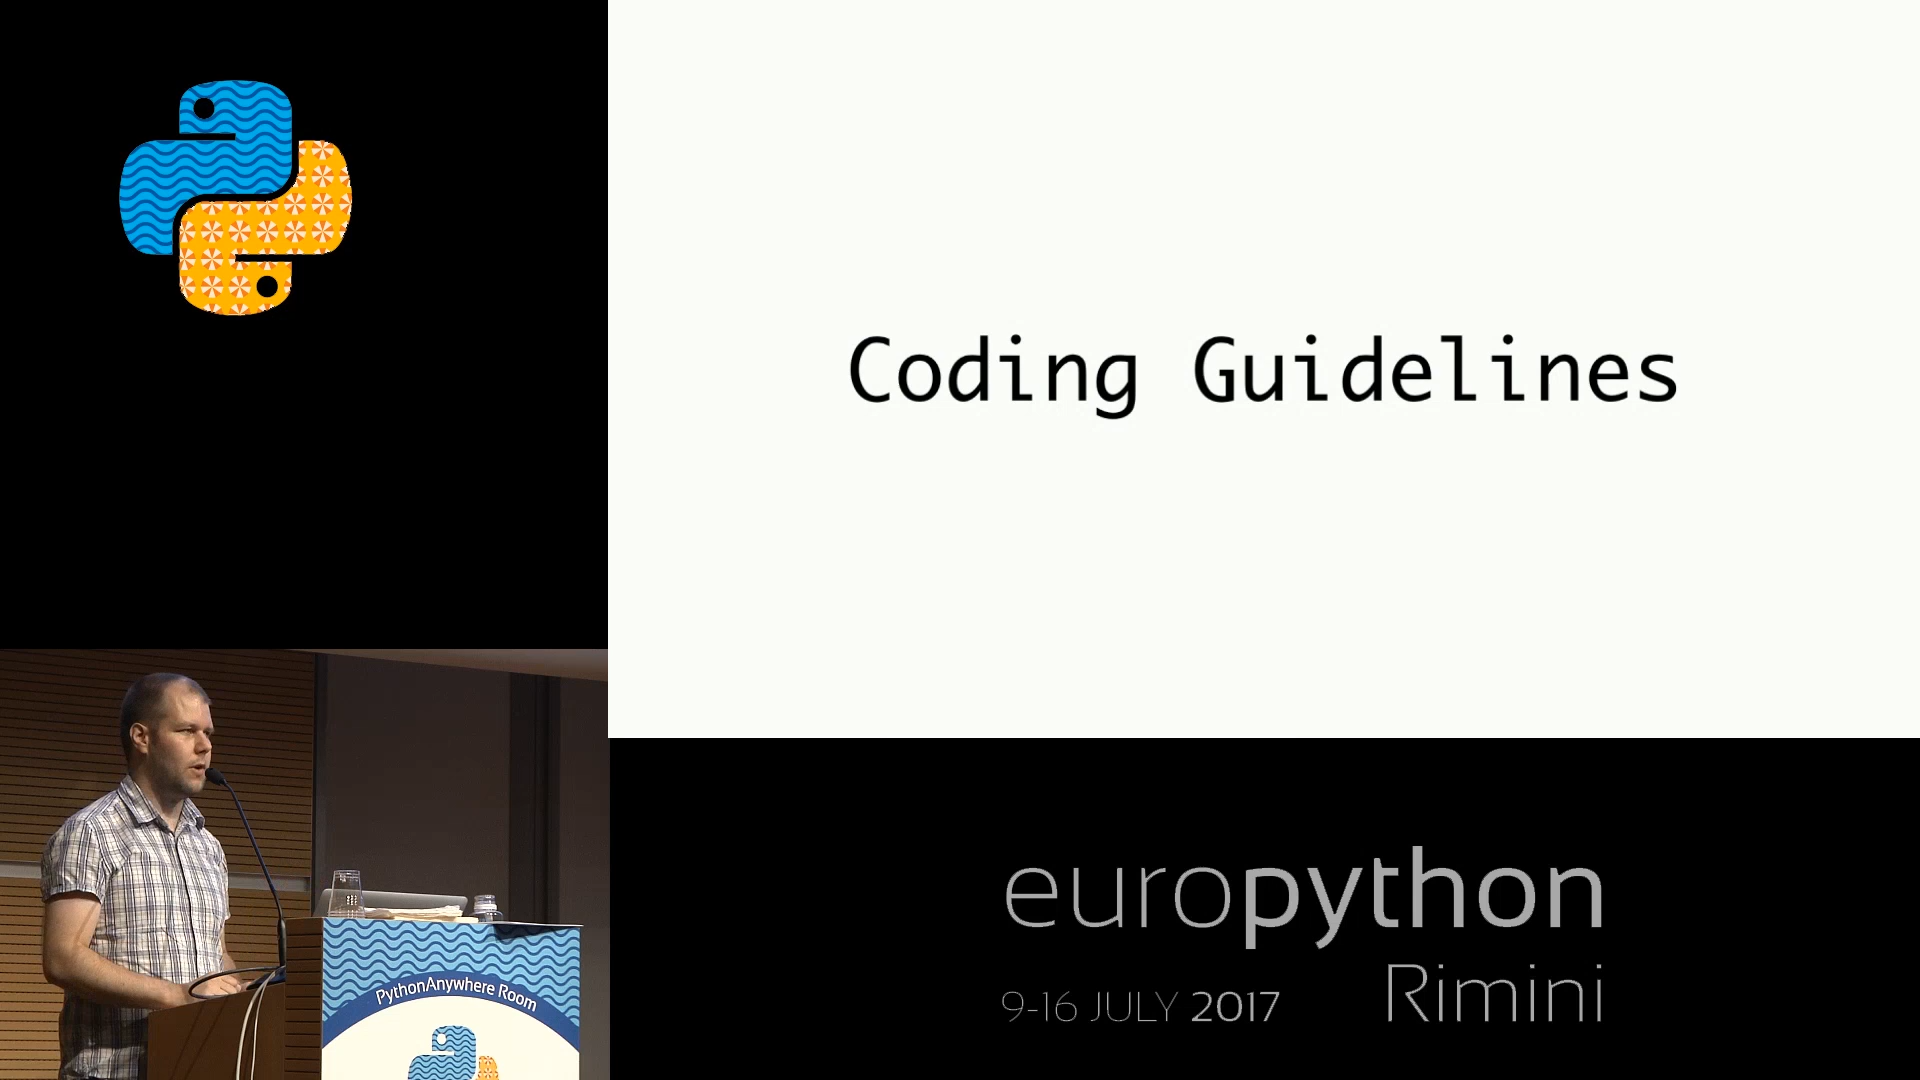 Coding Guidelines
PythonAnywhere Room
europython
9-16 JULY 2017
Rimini